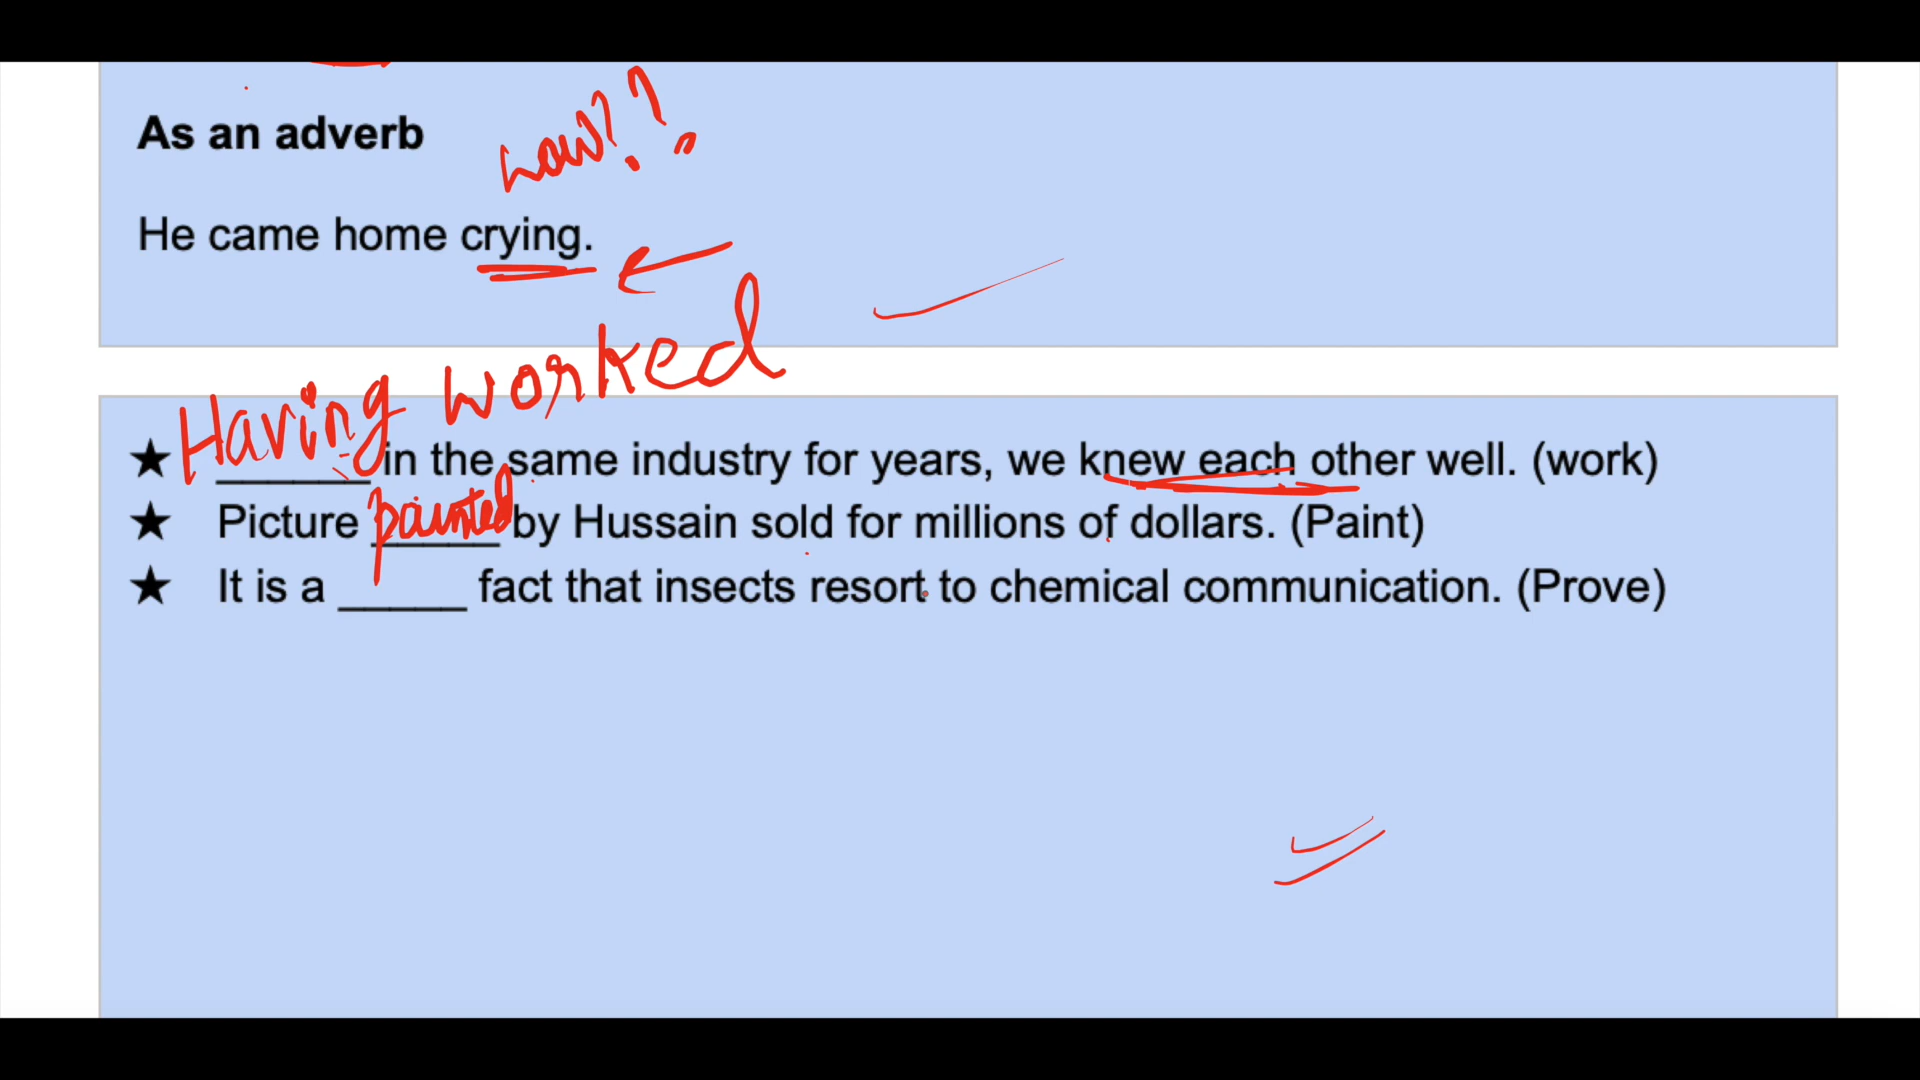 As an adverb
how??
He came home crying.
Having worked
★ ______ in the same industry for years, we knew each other well. (work)
★ Picture painted by Hussain sold for millions of dollars. (Paint)
★ It is a ______ fact that insects resort to chemical communication. (Prove)